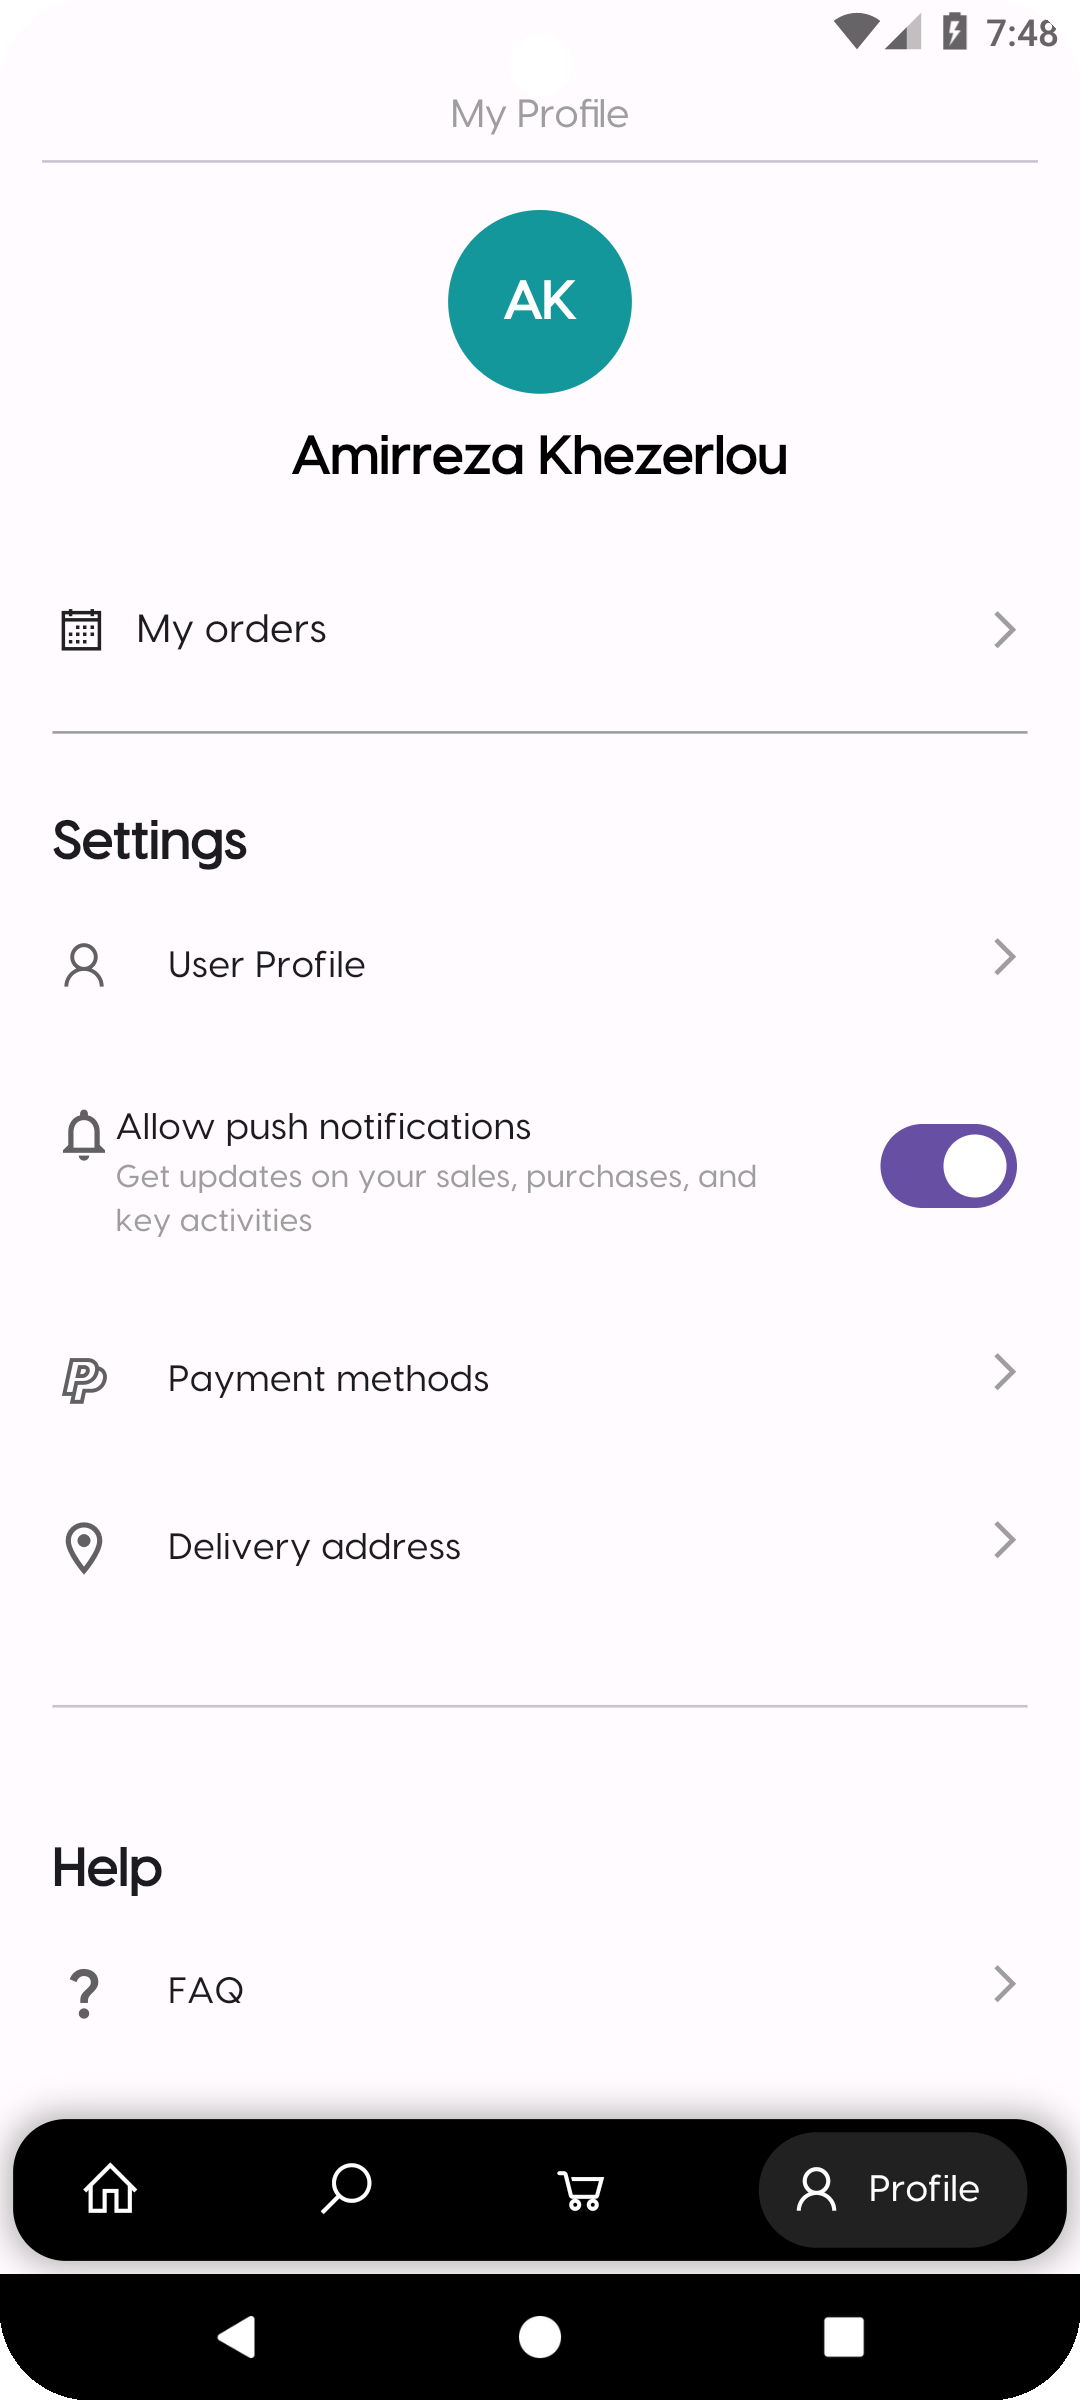 7:48
My Profile
AK
Amirreza Khezerlou
My orders
Settings
User Profile
Allow push notifications
Get updates on your sales, purchases, and
key activities
Payment methods
Delivery address
Help
FAQ
Profile